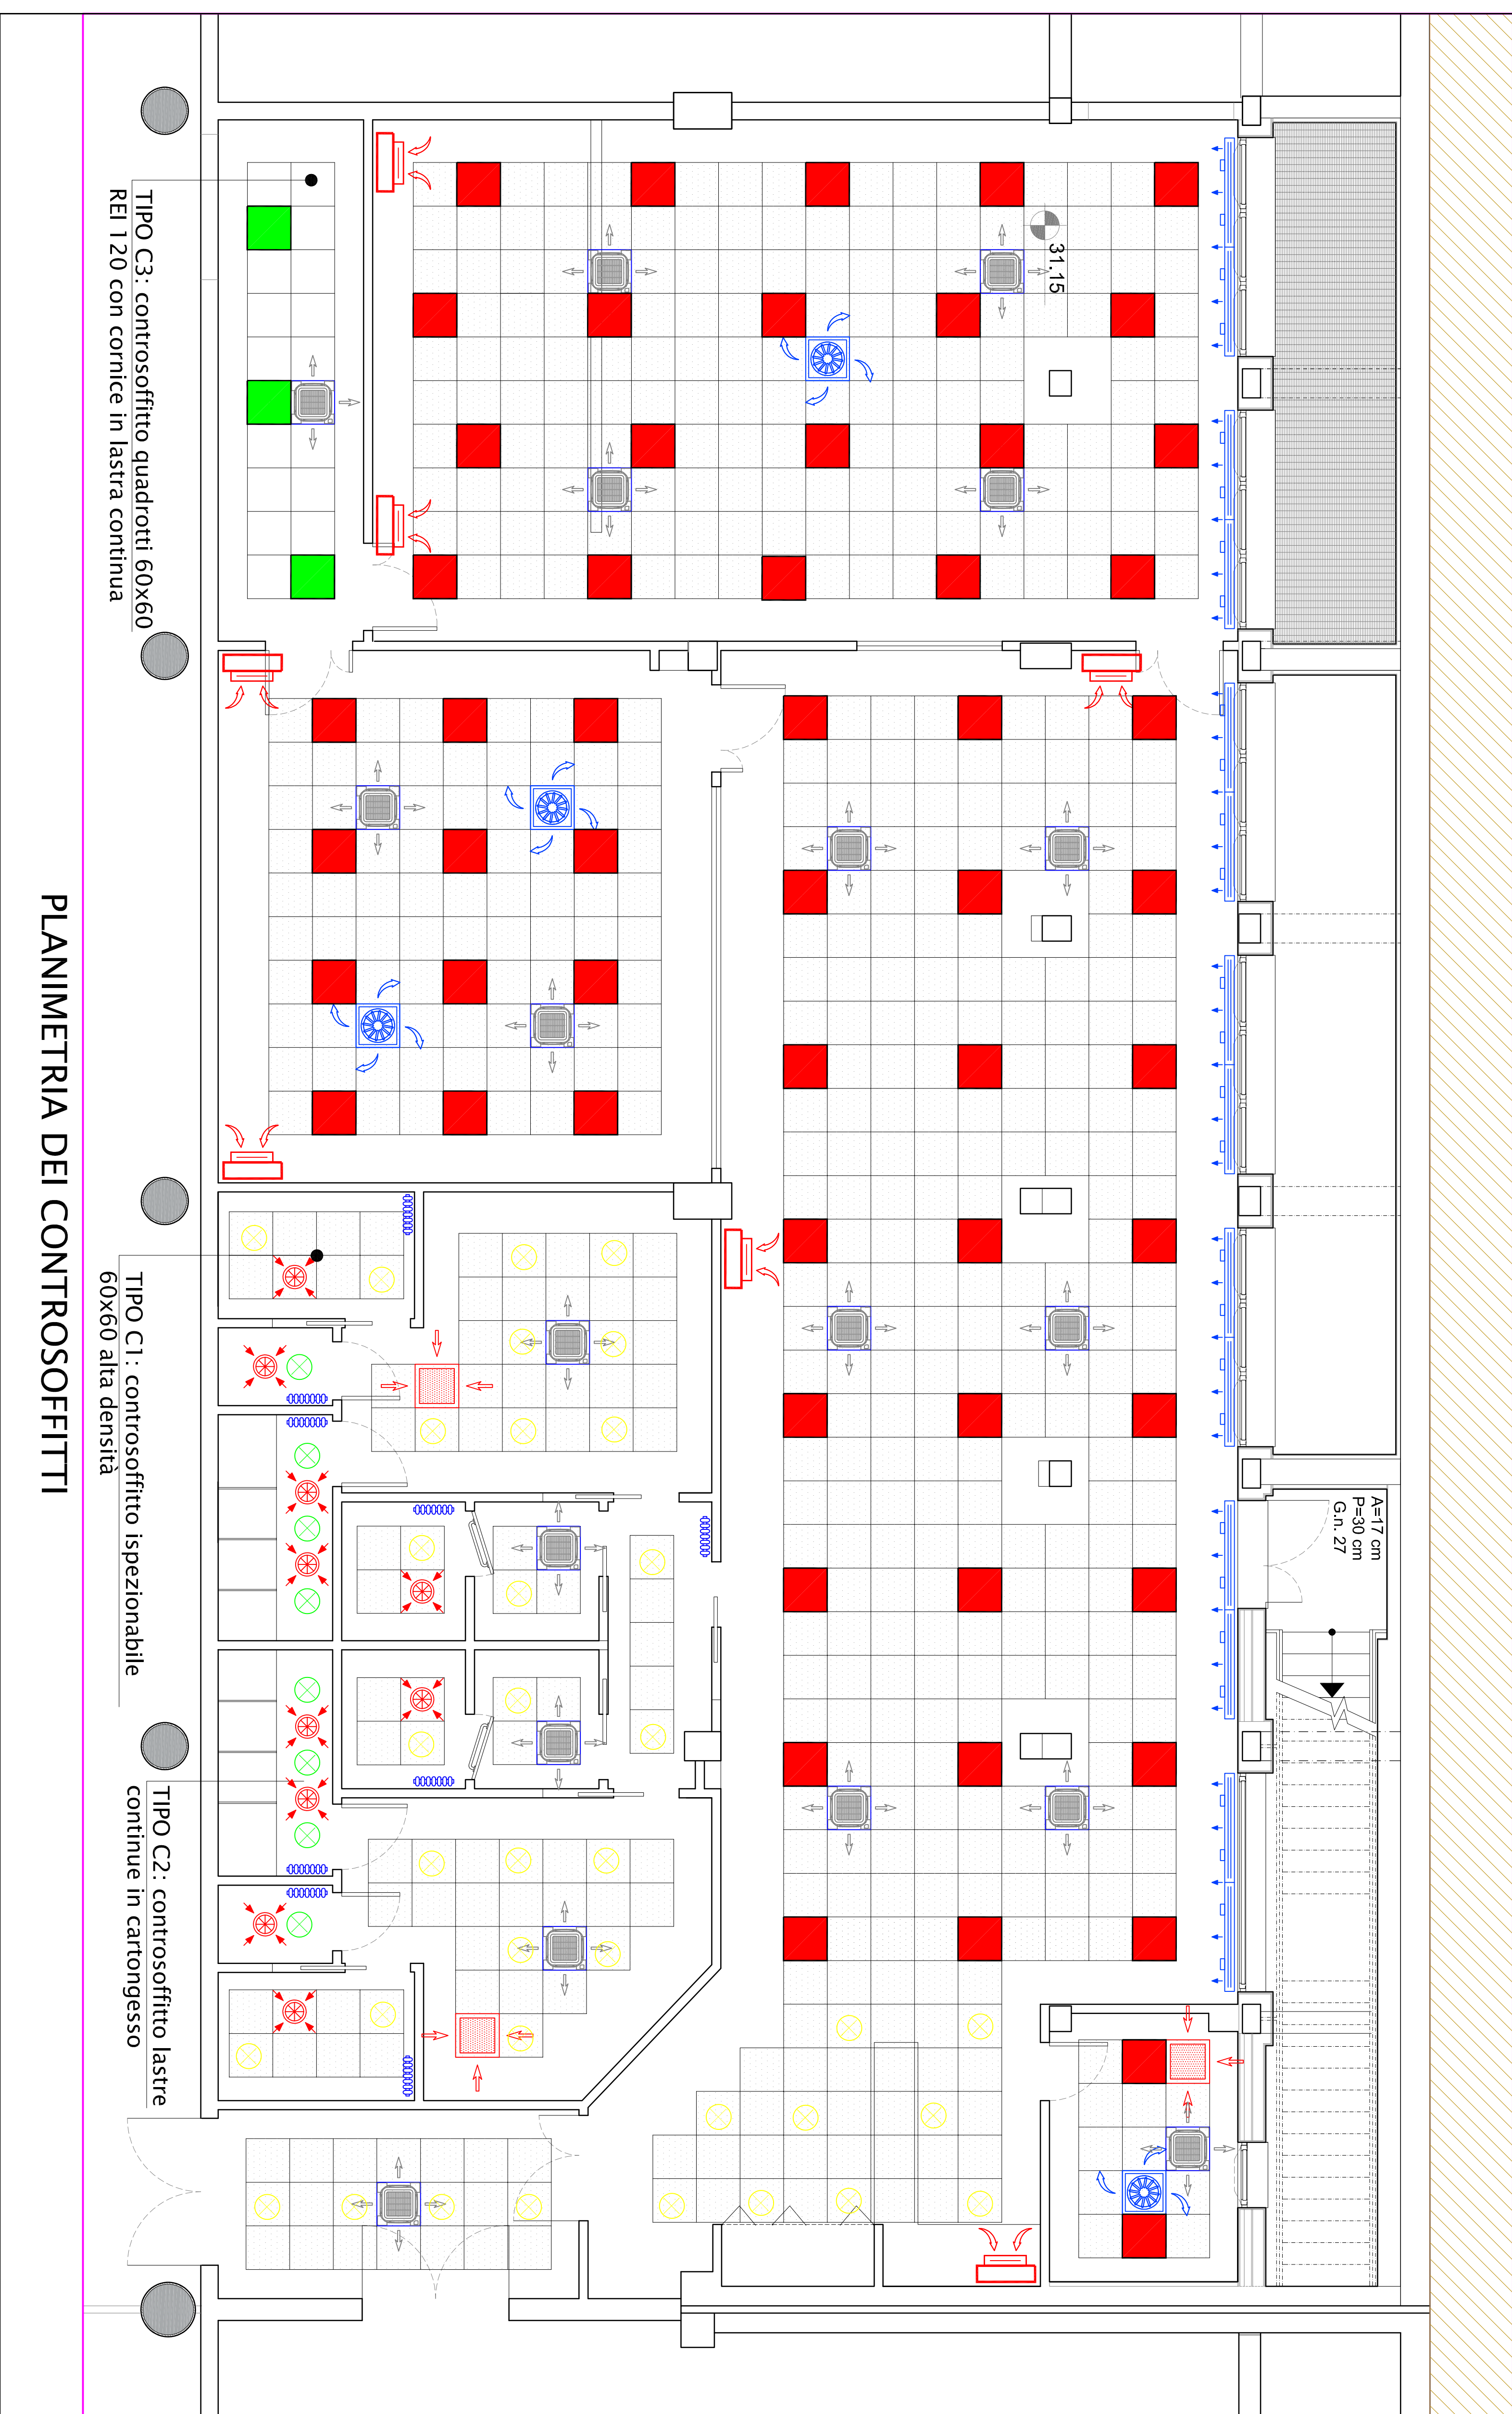 31.15
A=17 cm
P=30 cm
G.n. 27
TIPO C3: controsoffitto quadrotti 60x60
REI 120 con cornice in lastra continua
TIPO C1: controsoffitto ispezionabile
60x60 alta densità
TIPO C2: controsoffitto lastre
continue in cartongesso
PLANIMETRIA DEI CONTROSOFFITTI